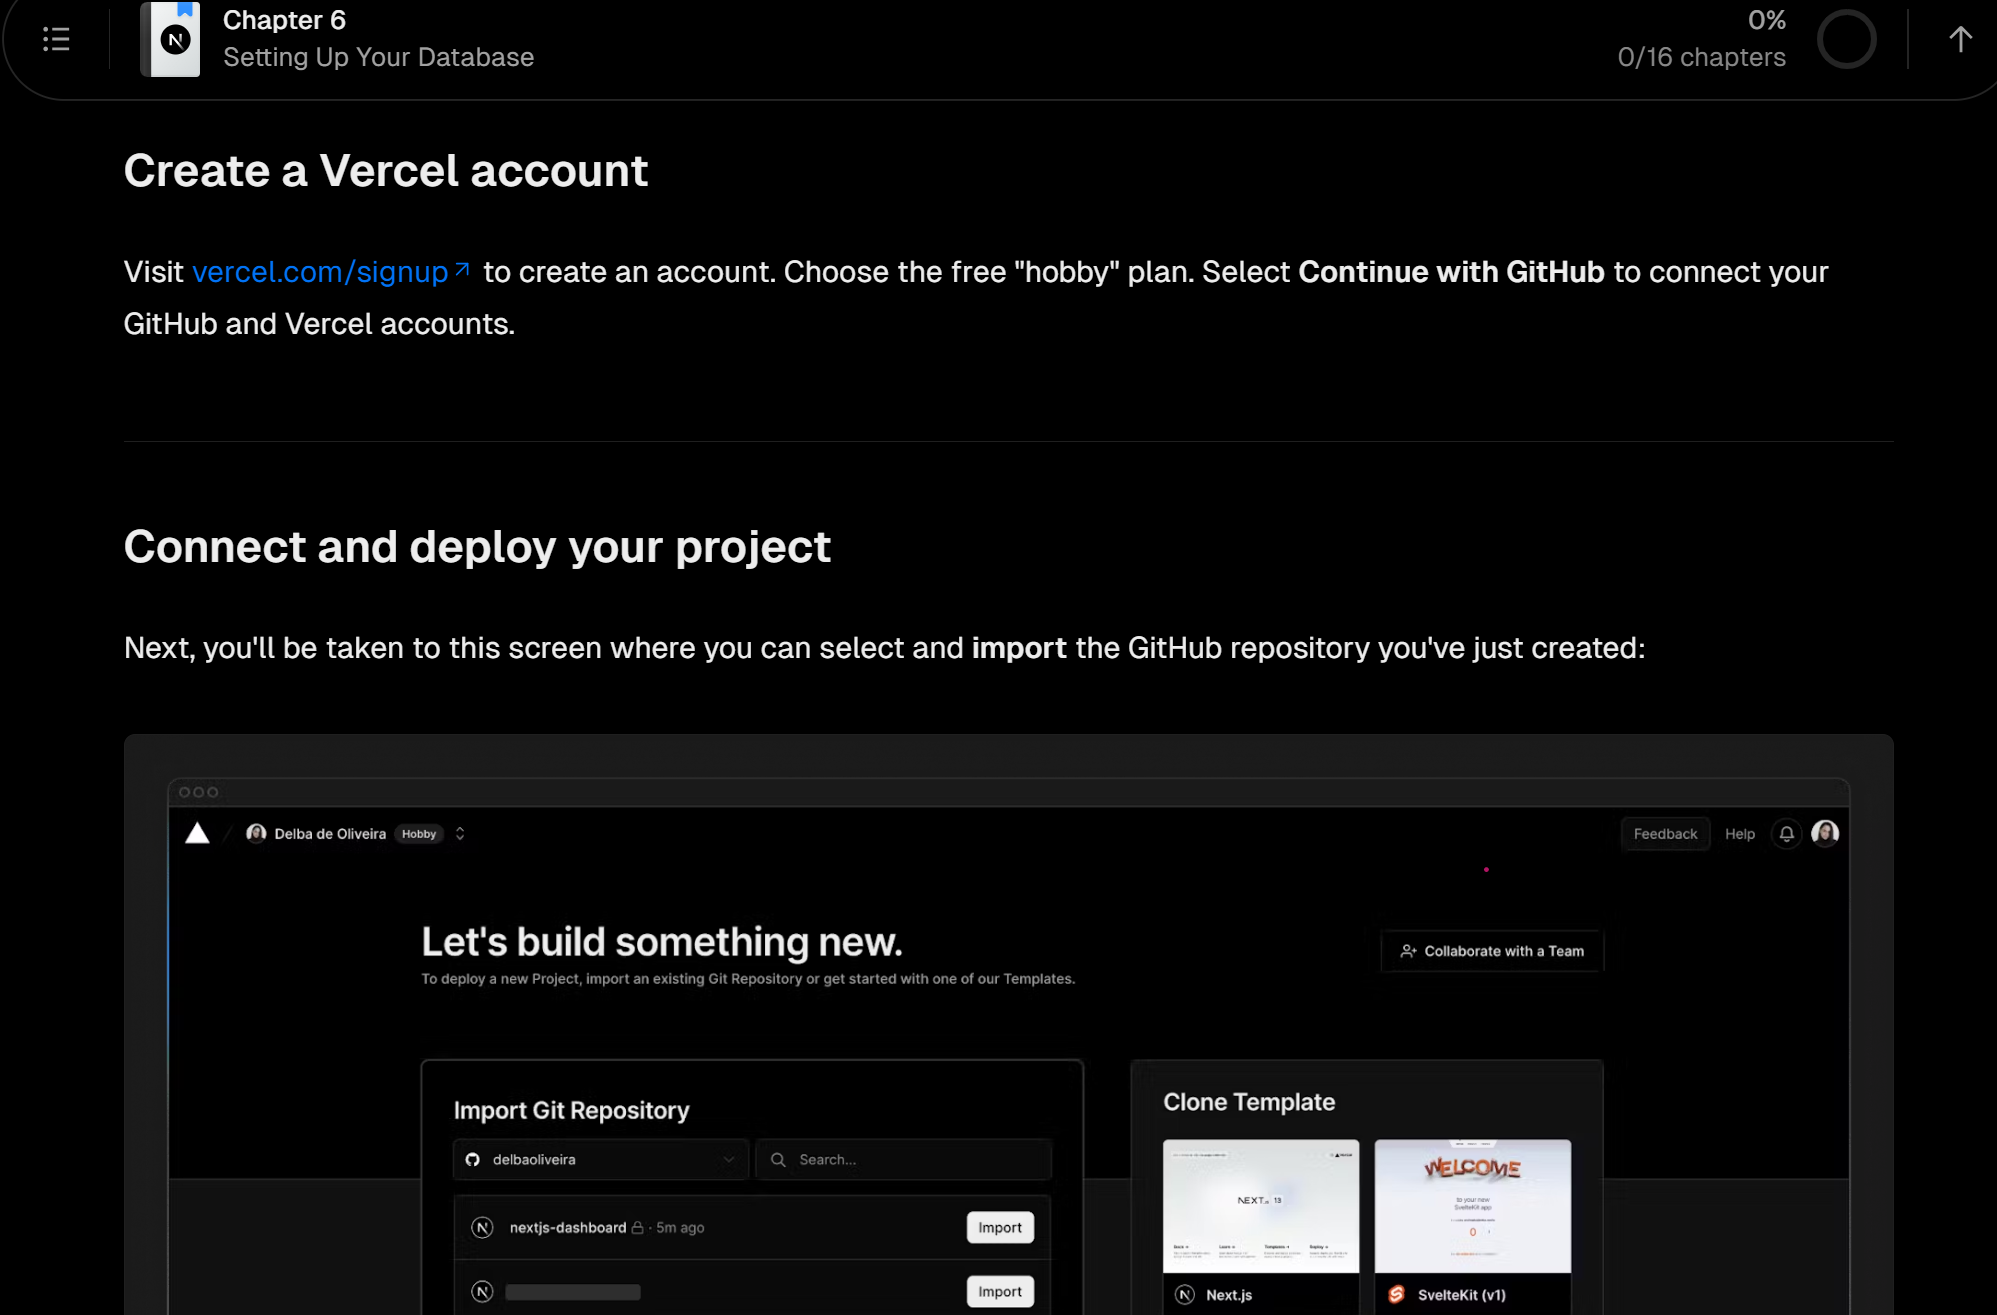 Chapter 6
Setting Up Your Database
0%
0/16 chapters
Create a Vercel account
Visit vercel.com/signup to create an account. Choose the free "hobby" plan. Select Continue with GitHub to connect your
GitHub and Vercel accounts.
Connect and deploy your project
Next, you'll be taken to this screen where you can select and import the GitHub repository you've just created:
Delba de Oliveira Hobby
Feedback Help
Let's build something new.
To deploy a new Project, import an existing Git Repository or get started with one of our Templates.
Collaborate with a Team
Import Git Repository
delbaoliveira
Search...
nextjs-dashboard · 5m ago
Import
Import
Clone Template
NEXT.js 13
Next.js
WELCOME
to your new
SvelteKit app
0
SvelteKit (v1)